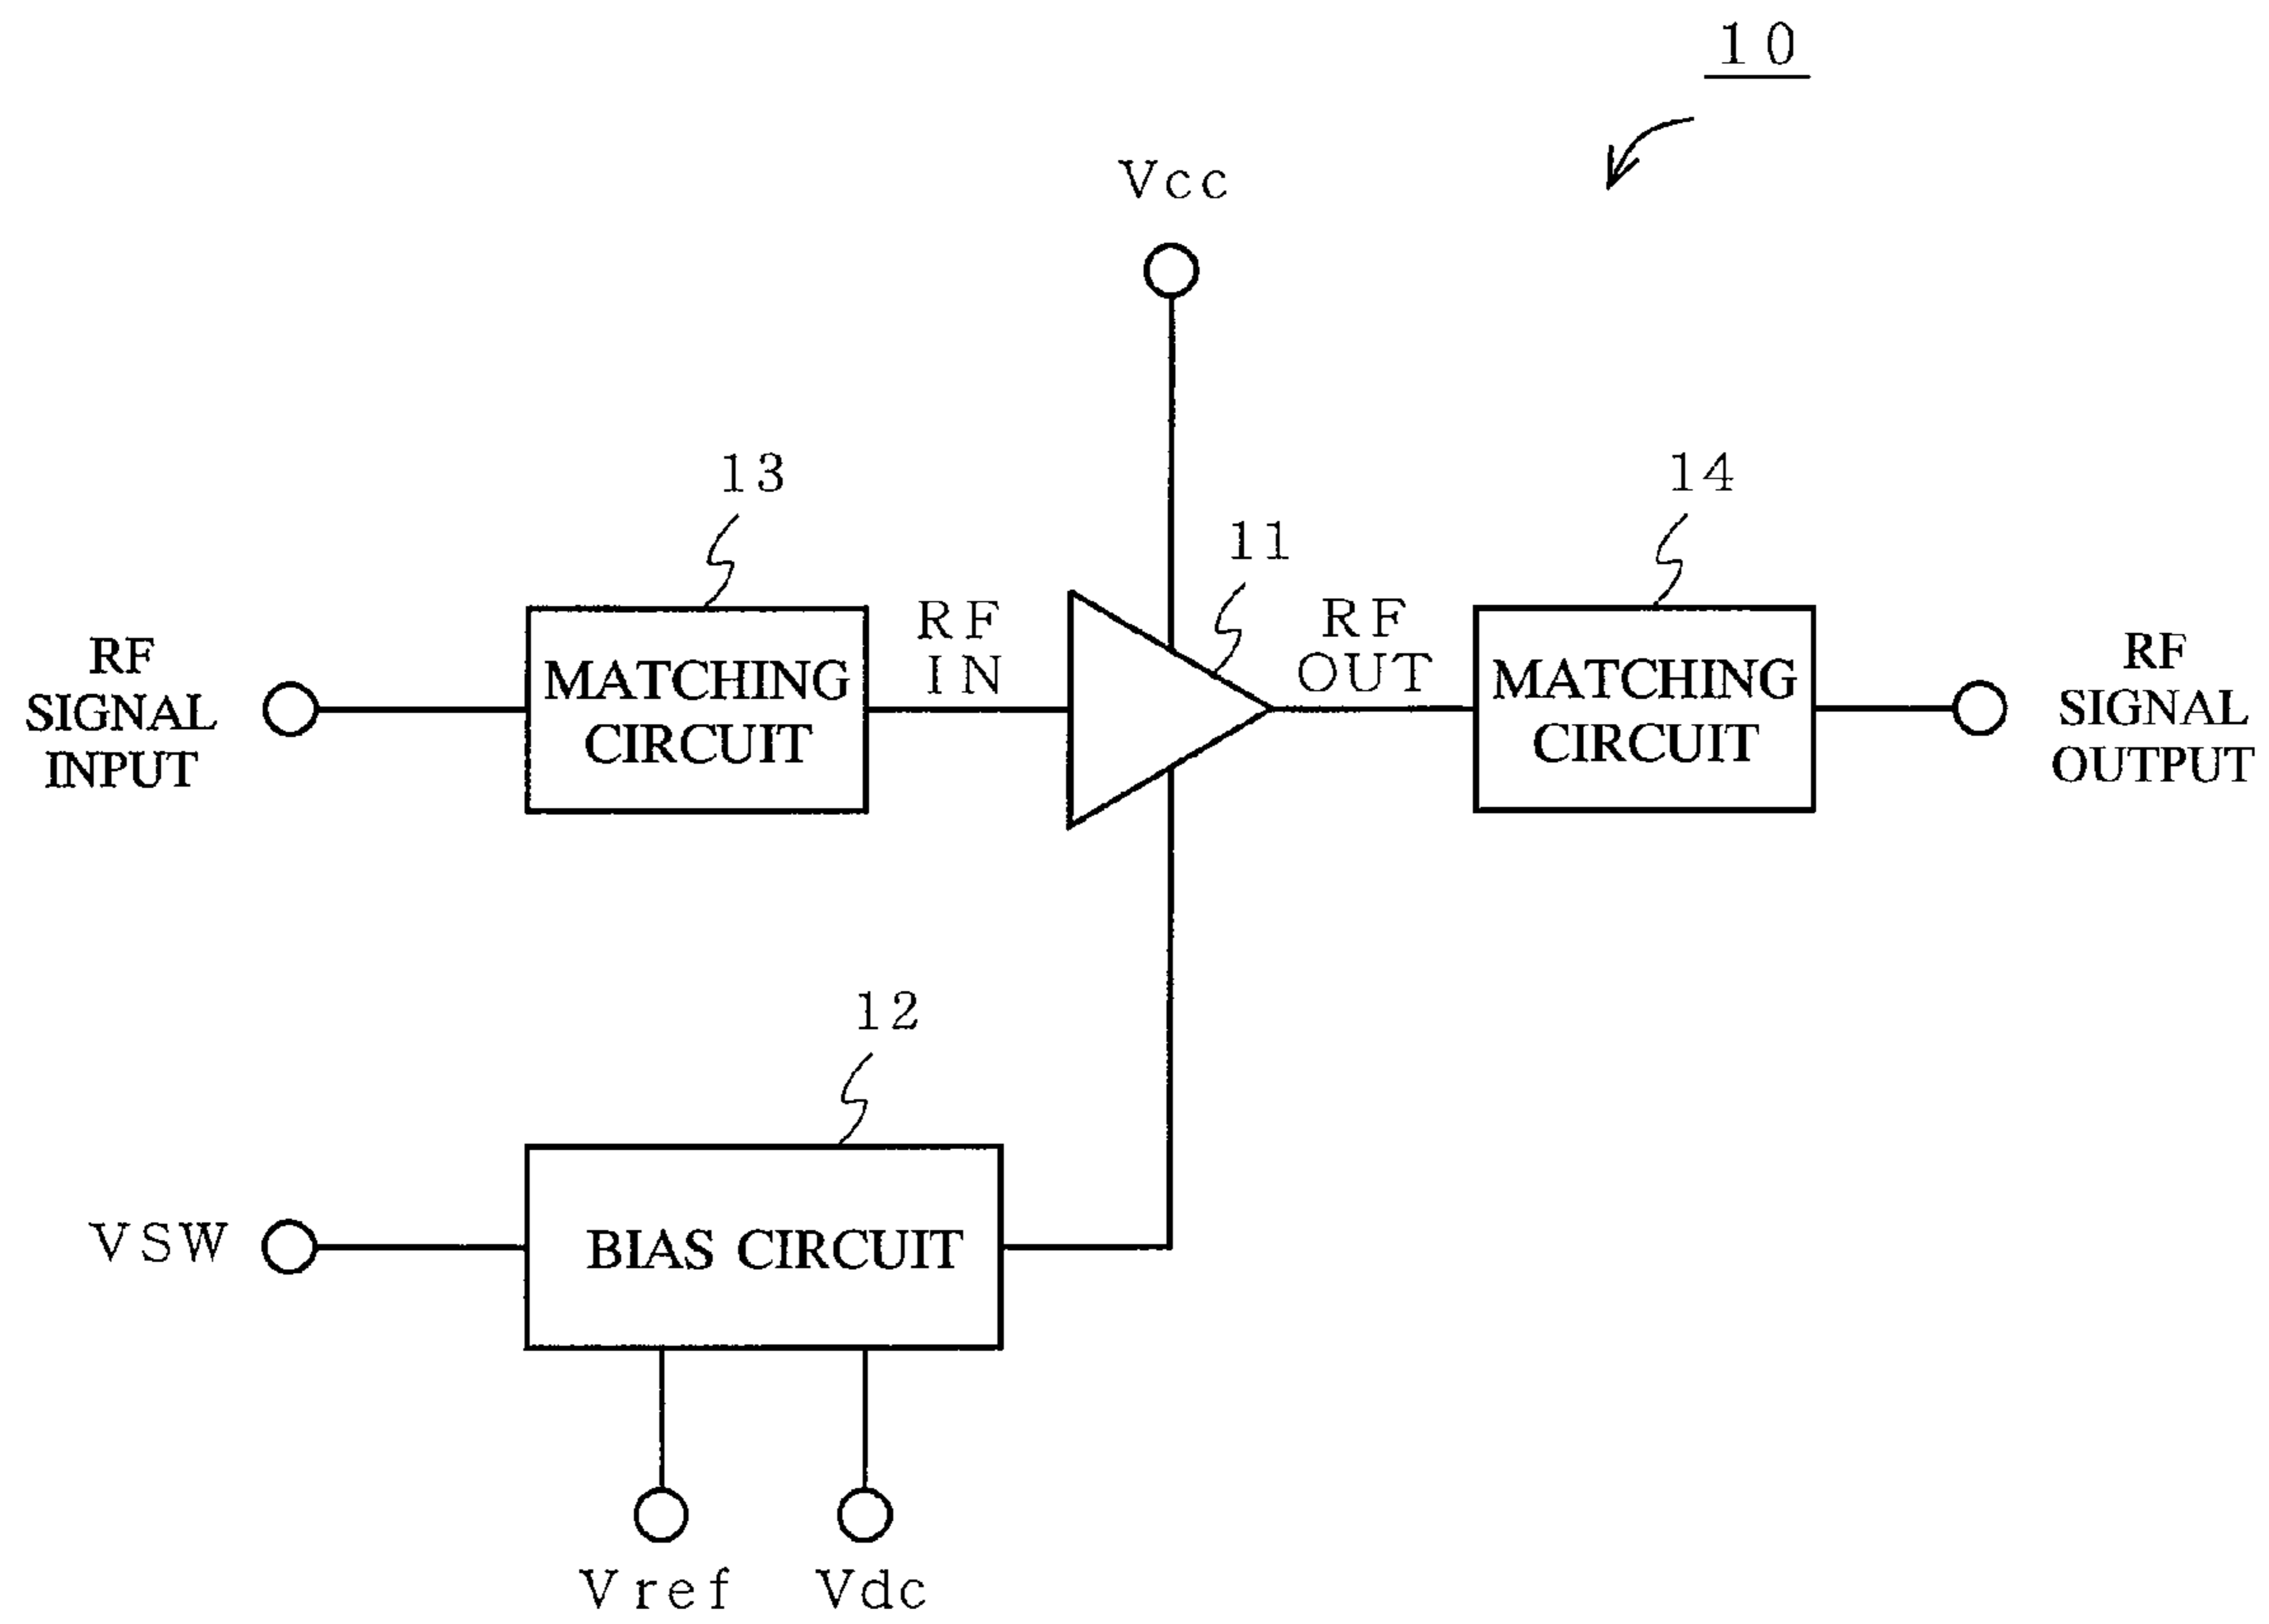 10
Vcc
13
14
11
RF
IN
RF
OUT
RF
SIGNAL
INPUT
MATCHING
CIRCUIT
MATCHING
CIRCUIT
RF
SIGNAL
OUTPUT
12
VSW
BIAS CIRCUIT
Vref
Vdc